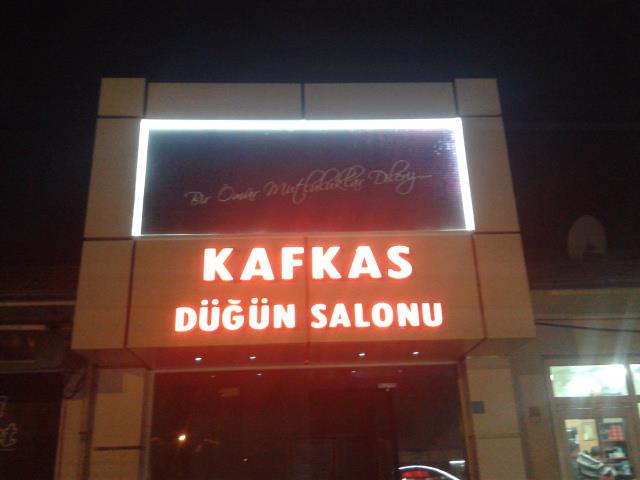 Bir Ömür Mutluluklar Dileriz....
KAFKAS
DÜĞÜN SALONU